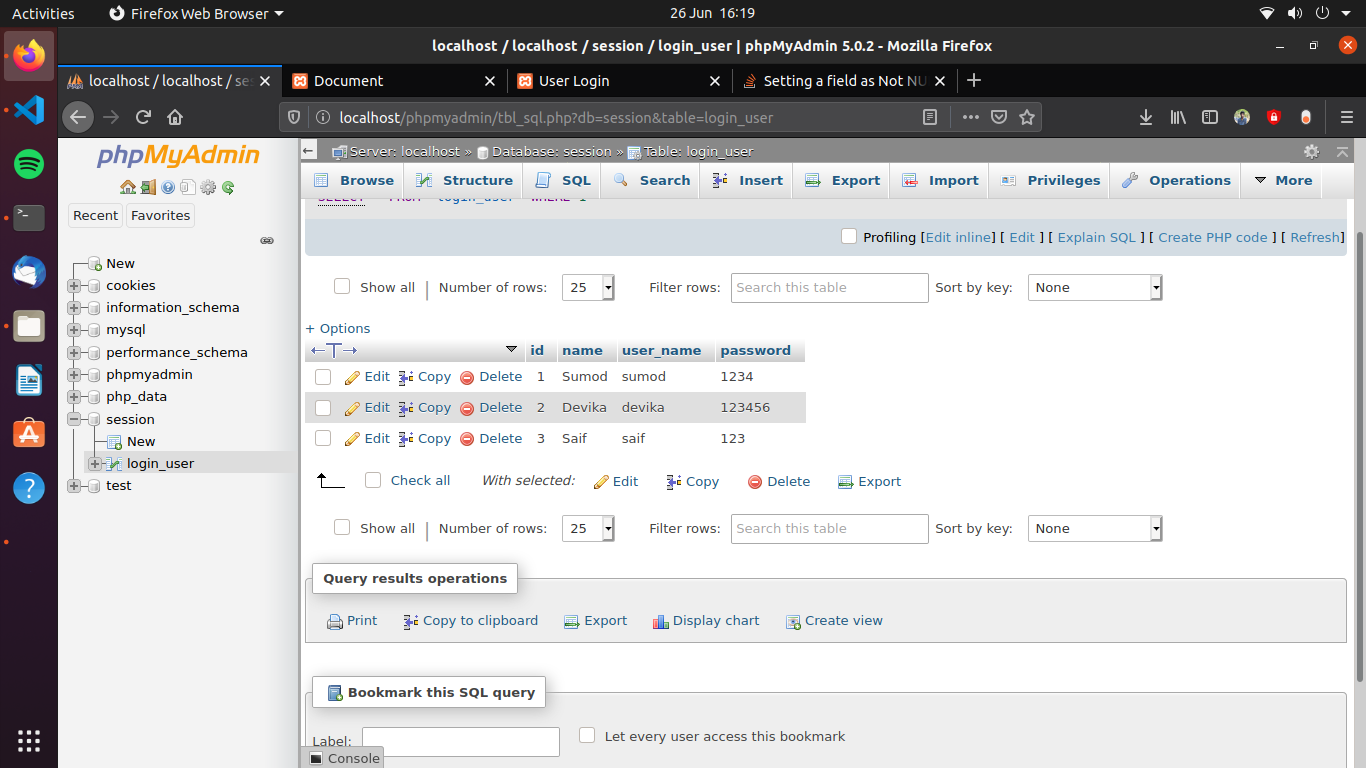 Activities Firefox Web Browser 26 Jun 16:19
localhost / localhost / session / login_user | phpMyAdmin 5.0.2 - Mozilla Firefox
localhost / localhost / ses Document User Login Setting a field as Not NU
localhost/phpmyadmin/tbl_sql.php?db=session&table=login_user
phpMyAdmin
Recent Favorites
New
cookies
information_schema
mysql
performance_schema
phpmyadmin
php_data
session
New
login_user
test
Server: localhost » Database: session » Table: login_user
Browse Structure SQL Search Insert Export Import Privileges Operations More
SELECT * FROM `login_user` WHERE 1
Profiling [Edit inline] [ Edit ] [ Explain SQL ] [ Create PHP code ] [ Refresh]
Show all | Number of rows: 25 Filter rows: Search this table Sort by key: None
+ Options
←T→ id name user_name password
Edit Copy Delete 1 Sumod sumod 1234
Edit Copy Delete 2 Devika devika 123456
Edit Copy Delete 3 Saif saif 123
Check all With selected: Edit Copy Delete Export
Show all | Number of rows: 25 Filter rows: Search this table Sort by key: None
Query results operations
Print Copy to clipboard Export Display chart Create view
Bookmark this SQL query
Label: Let every user access this bookmark
Console